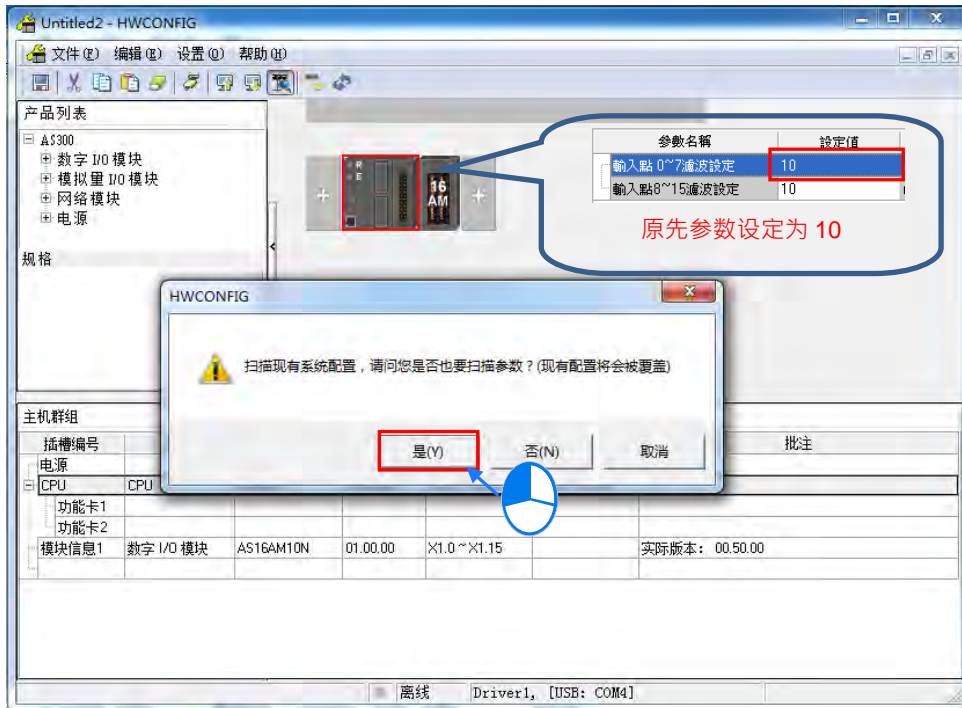 Untitled2 - HWCONFIG
文件(F) 编辑(E) 设置(O) 帮助(H)
产品列表
AS300
数字 I/O 模块
模拟量 I/O 模块
网络模块
电源
规格
R
E
16
AM
参數名稱 設定值
輸入點 0~7濾波設定 10
輸入點8~15濾波設定 10
原先参数设定为 10
HWCONFIG
扫描现有系统配置，请问您是否也要扫描参数？(现有配置将会被覆盖)
是(Y) 否(N) 取消
主机群组
插槽编号 批注
电源
CPU CPU
功能卡1
功能卡2
模块信息1 数字 I/O 模块 AS16AM10N 01.00.00 X1.0 ~ X1.15 实际版本： 00.50.00
离线 Driver1, [USB: COM4]